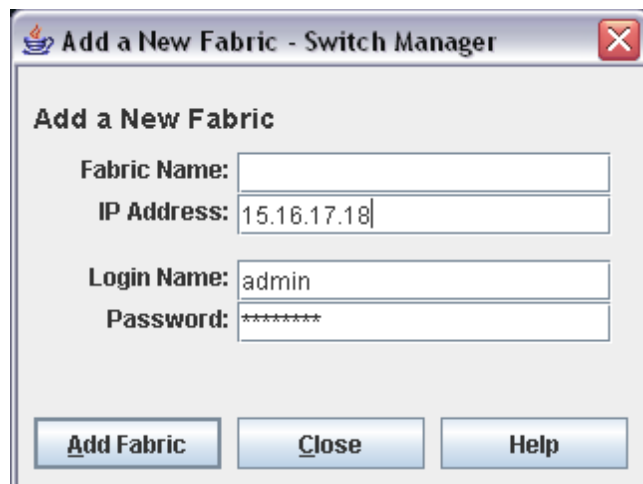 Add a New Fabric - Switch Manager
Add a New Fabric
Fabric Name:
IP Address: 15.16.17.18
Login Name: admin
Password: ********
Add Fabric Close Help